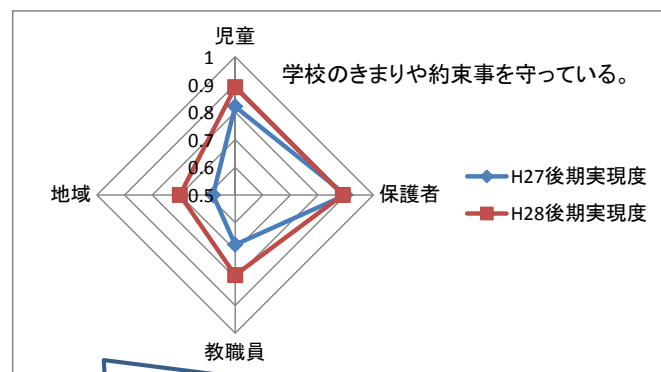 児童
学校のきまりや約束事を守っている。
1
0.9
0.8
0.7
0.6
0.5
地域
保護者
H27後期実現度
H28後期実現度
教職員